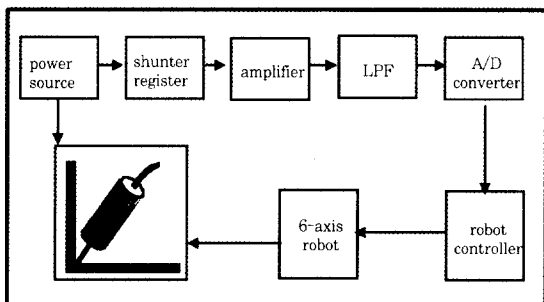 power
source
shunter
register
amplifier
LPF
A/D
converter
6-axis
robot
robot
controller